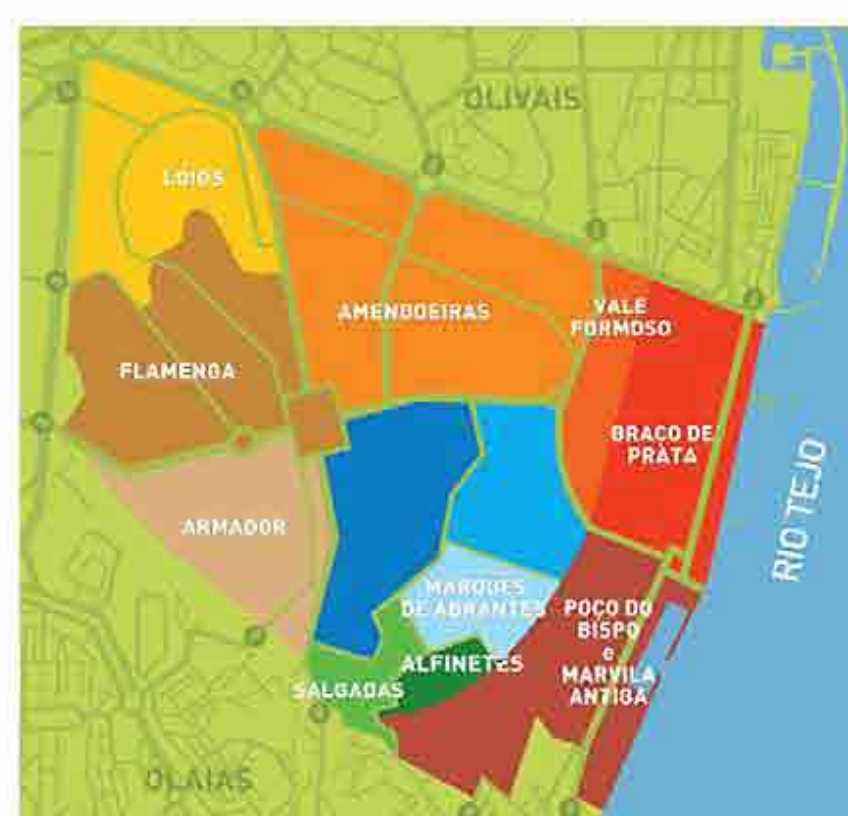 OLIVAIS
LÓIOS
AMENDOEIRAS
VALE
FORMOSO
FLAMENGA
BRAÇO DE
PRATA
RIO TEJO
ARMADOR
MARQUÊS
DE ABRANTES
POÇO DO
BISPO
e
MARVILA
ANTIGA
ALFINETES
SALGADAS
OLAIAS